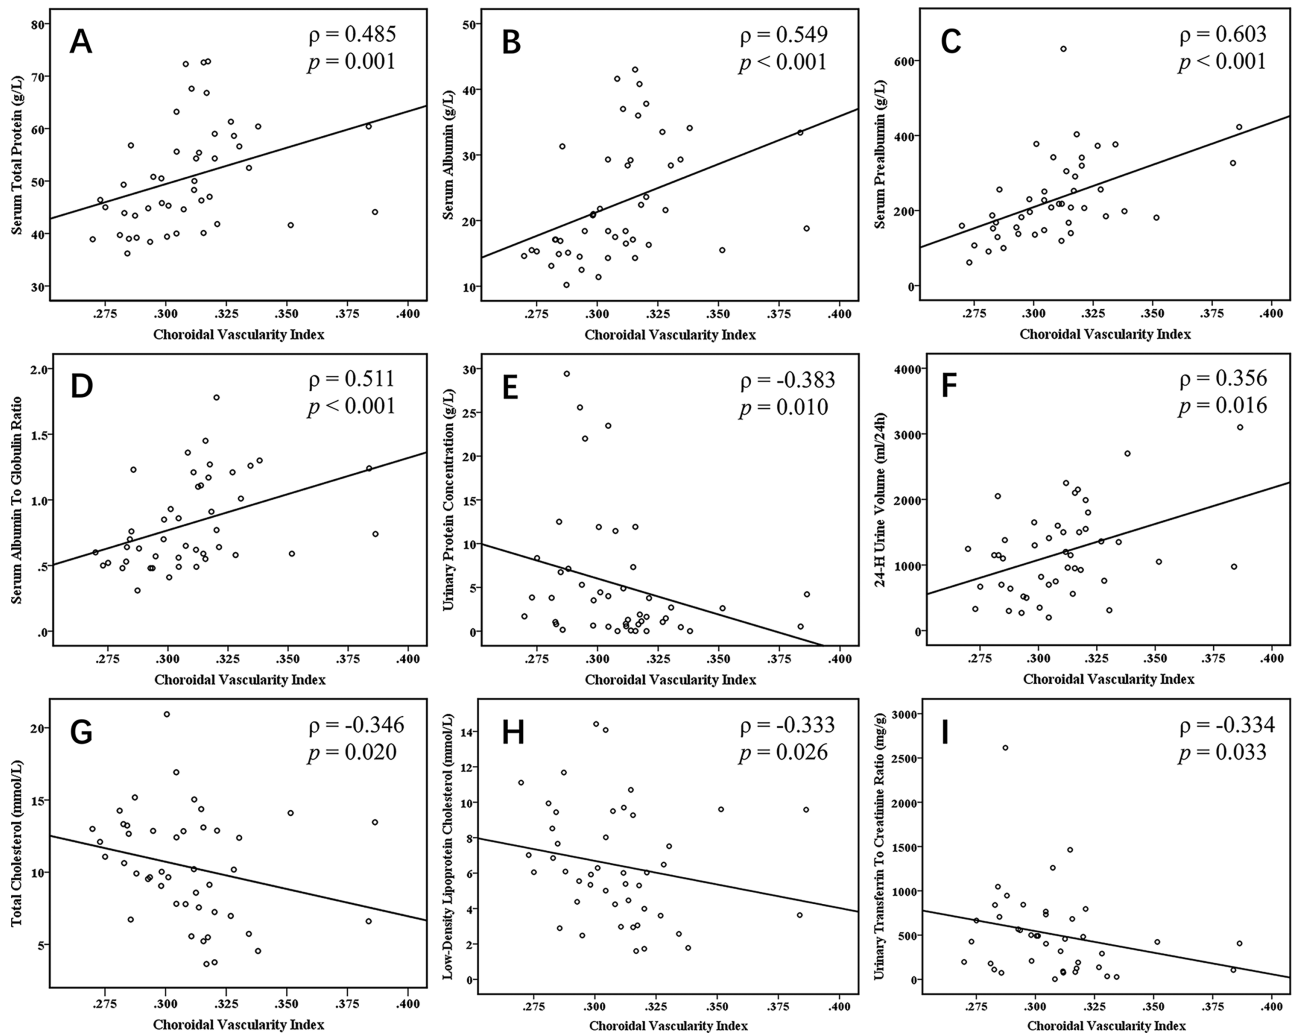 A
ρ = 0.485
p = 0.001
Serum Total Protein (g/L)
80
70
60
50
40
30
.275 .300 .325 .350 .375 .400
Choroidal Vascularity Index
B
ρ = 0.549
p < 0.001
Serum Albumin (g/L)
50
40
30
20
10
.275 .300 .325 .350 .375 .400
Choroidal Vascularity Index
C
ρ = 0.603
p < 0.001
Serum Prealbumin (g/L)
600
400
200
0
.275 .300 .325 .350 .375 .400
Choroidal Vascularity Index
D
ρ = 0.511
p < 0.001
Serum Albumin To Globulin Ratio
2.0
1.5
1.0
.5
.0
.275 .300 .325 .350 .375 .400
Choroidal Vascularity Index
E
ρ = -0.383
p = 0.010
Urinary Protein Concentration (g/L)
30
25
20
15
10
5
0
.275 .300 .325 .350 .375 .400
Choroidal Vascularity Index
F
ρ = 0.356
p = 0.016
24-H Urine Volume (ml/24h)
4000
3000
2000
1000
0
.275 .300 .325 .350 .375 .400
Choroidal Vascularity Index
G
ρ = -0.346
p = 0.020
Total Cholesterol (mmol/L)
20
15
10
5
.275 .300 .325 .350 .375 .400
Choroidal Vascularity Index
H
ρ = -0.333
p = 0.026
Low-Density Lipoprotein Cholesterol (mmol/L)
14
12
10
8
6
4
2
0
.275 .300 .325 .350 .375 .400
Choroidal Vascularity Index
I
ρ = -0.334
p = 0.033
Urinary Transferrin To Creatinine Ratio (mg/g)
3000
2500
2000
1500
1000
500
0
.275 .300 .325 .350 .375 .400
Choroidal Vascularity Index